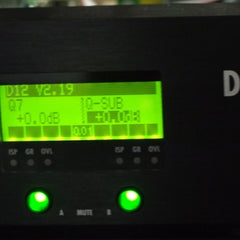 D12 V2.19
Q7 Q-SUB
+0.0dB +0.0dB
001
ISP GR OVL ISP GR OVL
A MUTE B
D